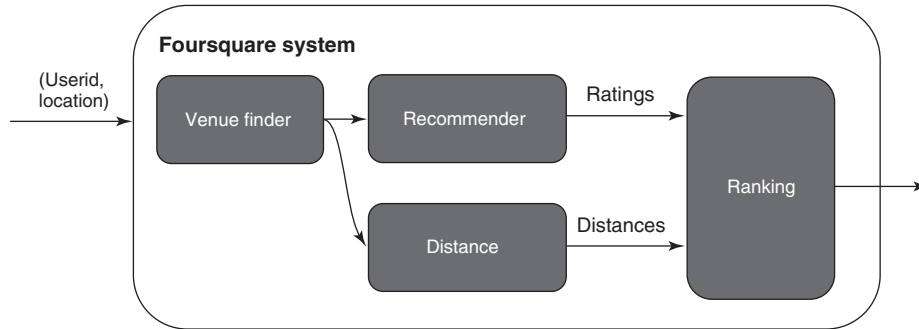 Foursquare system
(Userid,
location)
Venue finder
Recommender
Ratings
Distance
Distances
Ranking